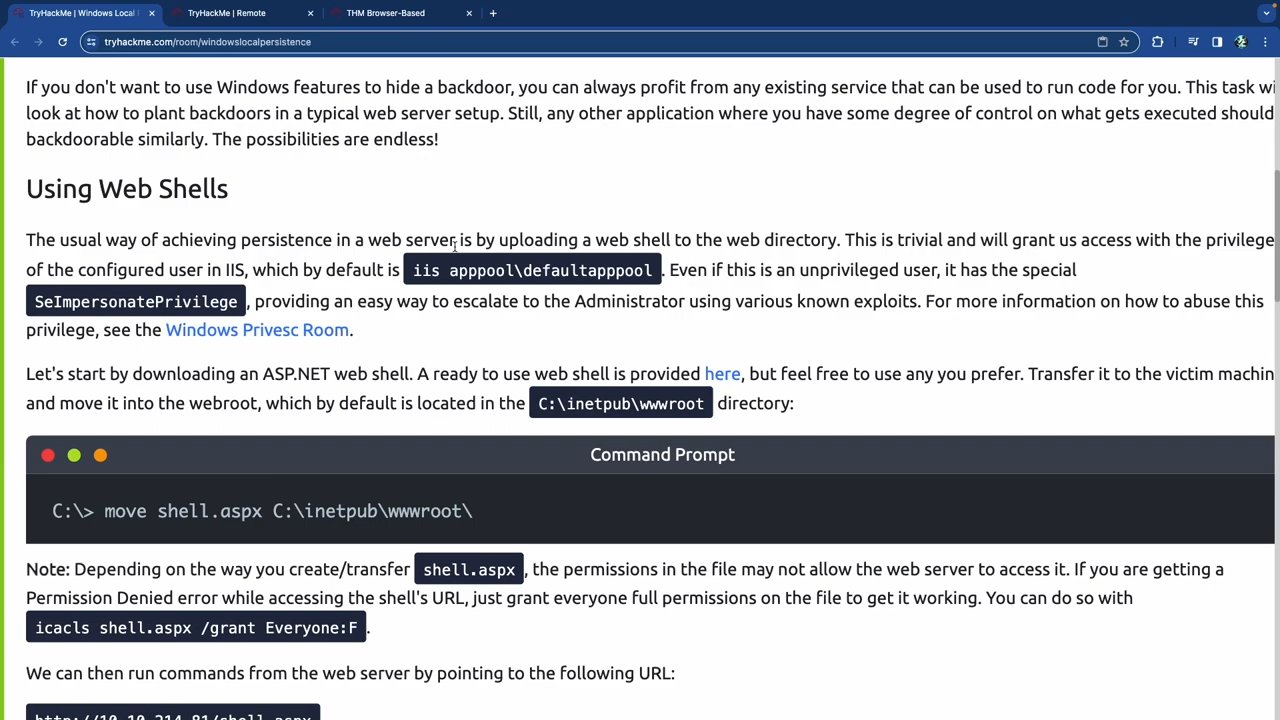 TryHackMe | Windows Local
TryHackMe | Remote
THM Browser-Based
tryhackme.com/room/windowslocalpersistence
If you don't want to use Windows features to hide a backdoor, you can always profit from any existing service that can be used to run code for you. This task wi
look at how to plant backdoors in a typical web server setup. Still, any other application where you have some degree of control on what gets executed should
backdoorable similarly. The possibilities are endless!
Using Web Shells
The usual way of achieving persistence in a web server is by uploading a web shell to the web directory. This is trivial and will grant us access with the privilege
of the configured user in IIS, which by default is iis apppool\defaultapppool. Even if this is an unprivileged user, it has the special
SeImpersonatePrivilege, providing an easy way to escalate to the Administrator using various known exploits. For more information on how to abuse this
privilege, see the Windows Privesc Room.
Let's start by downloading an ASP.NET web shell. A ready to use web shell is provided here, but feel free to use any you prefer. Transfer it to the victim machin
and move it into the webroot, which by default is located in the C:\inetpub\wwwroot directory:
Command Prompt
C:\> move shell.aspx C:\inetpub\wwwroot\
Note: Depending on the way you create/transfer shell.aspx, the permissions in the file may not allow the web server to access it. If you are getting a
Permission Denied error while accessing the shell's URL, just grant everyone full permissions on the file to get it working. You can do so with
icacls shell.aspx /grant Everyone:F.
We can then run commands from the web server by pointing to the following URL:
http://10.10.214.81/shell.aspx